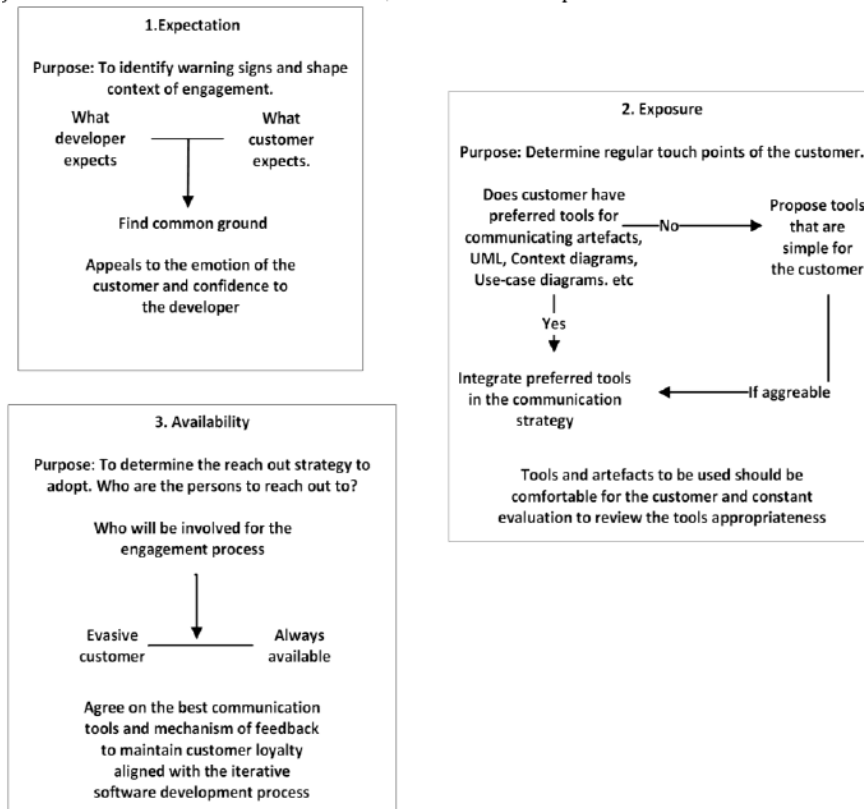 1.Expectation
Purpose: To identify warning signs and shape
context of engagement.
What
developer
expects
What
customer
expects.
Find common ground
Appeals to the emotion of the
customer and confidence to
the developer
2. Exposure
Purpose: Determine regular touch points of the customer.
Does customer have
preferred tools for
communicating artefacts,
UML, Context diagrams,
Use-case diagrams. etc
No
Propose tools
that are
simple for
the customer
Yes
If aggreable
Integrate preferred tools
in the communication
strategy
Tools and artefacts to be used should be
comfortable for the customer and constant
evaluation to review the tools appropriateness
3. Availability
Purpose: To determine the reach out strategy to
adopt. Who are the persons to reach out to?
Who will be involved for the
engagement process
Evasive
customer
Always
available
Agree on the best communication
tools and mechanism of feedback
to maintain customer loyalty
aligned with the iterative
software development process